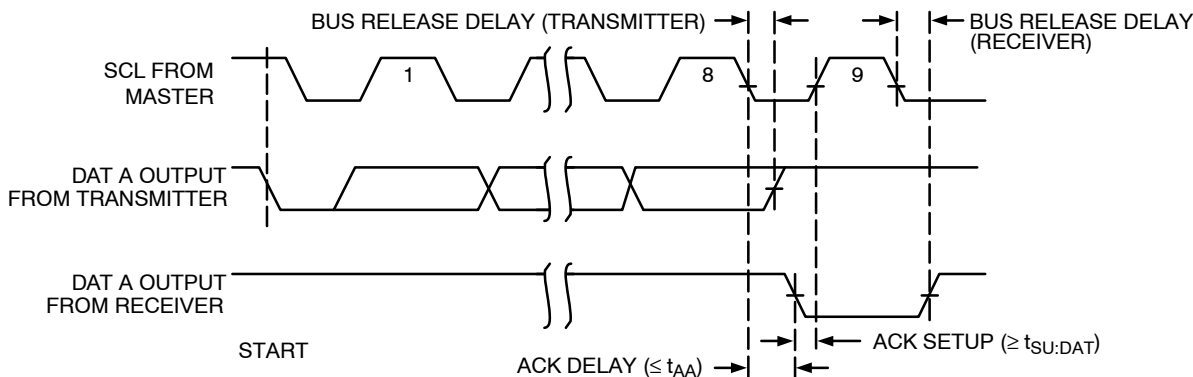 BUS RELEASE DELAY (TRANSMITTER)
BUS RELEASE DELAY
(RECEIVER)
SCL FROM
MASTER
1
8
9
DAT A OUTPUT
FROM TRANSMITTER
DAT A OUTPUT
FROM RECEIVER
START
ACK SETUP (≥ tSU:DAT)
ACK DELAY (≤ tAA)